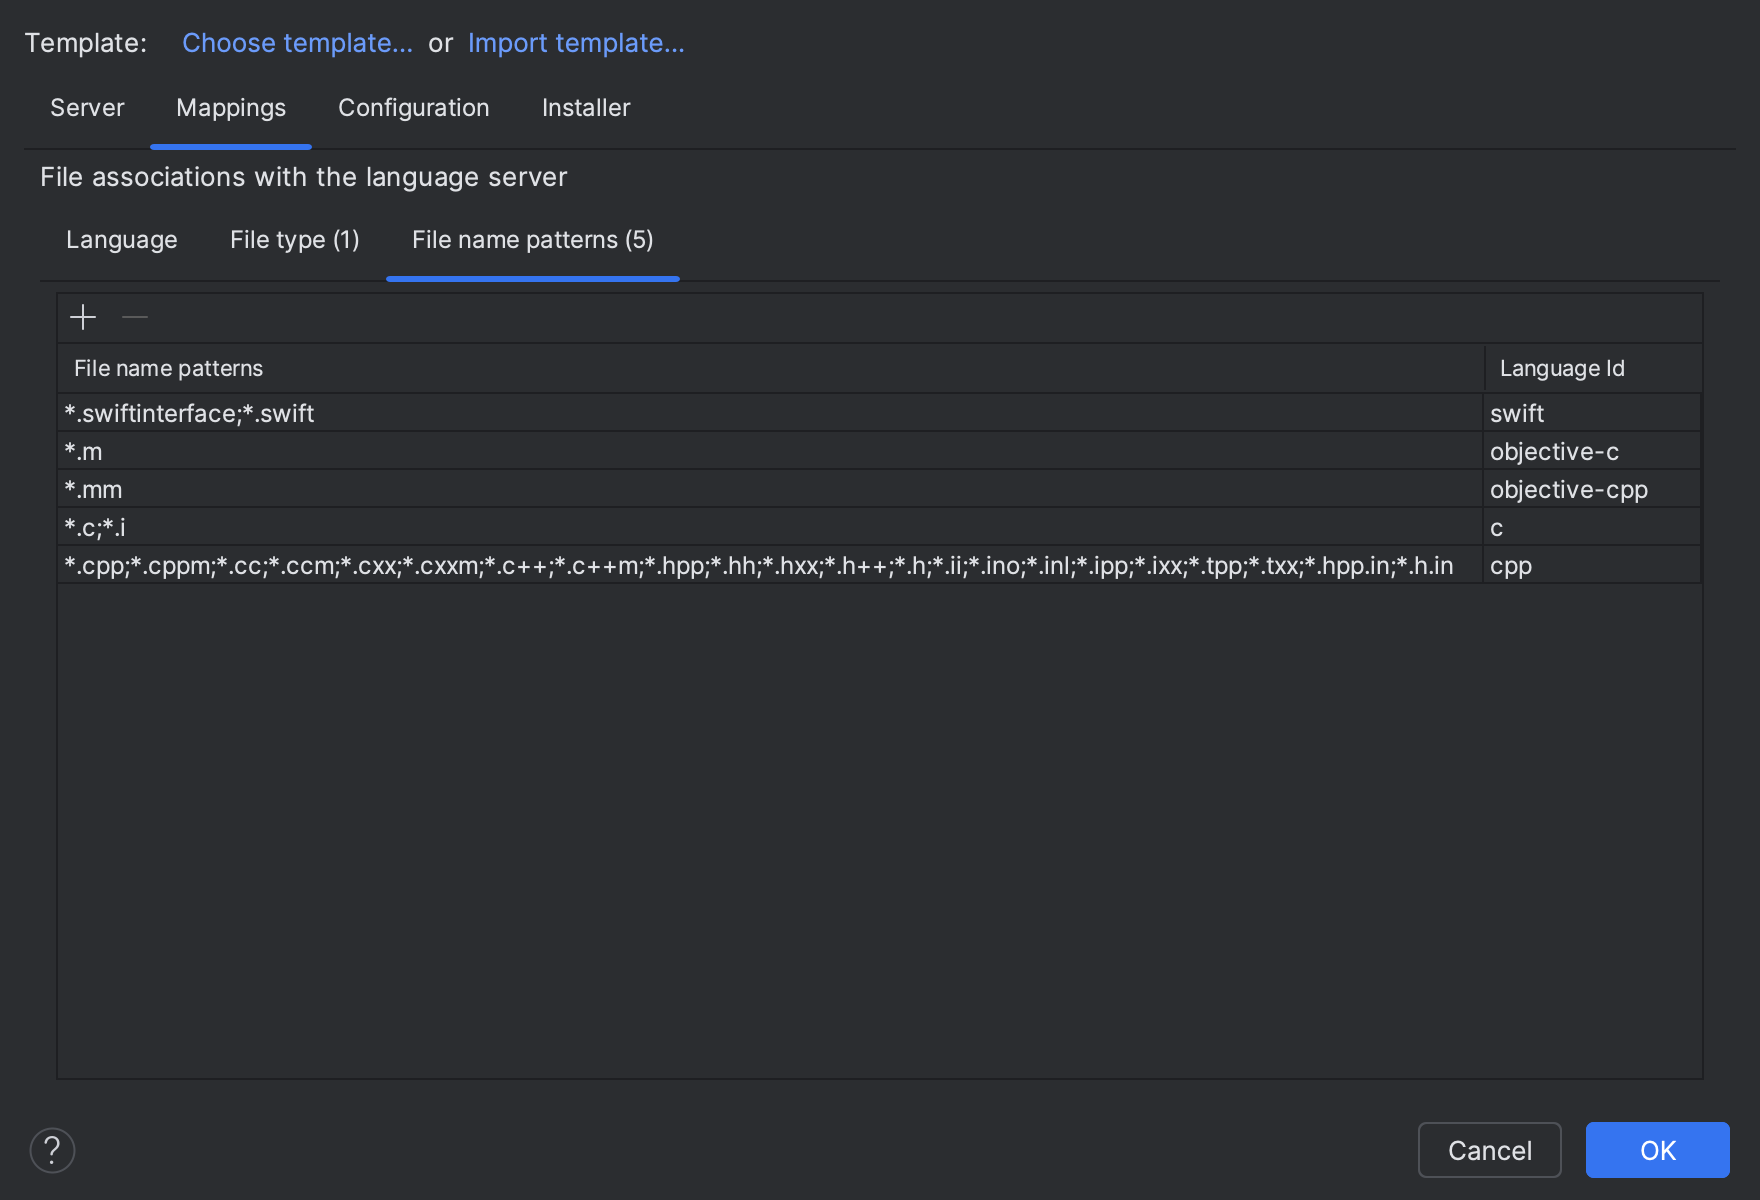 Template: Choose template... or Import template...
Server Mappings Configuration Installer
File associations with the language server
Language File type (1) File name patterns (5)
File name patterns Language Id
*.swiftinterface;*.swift swift
*.m objective-c
*.mm objective-cpp
*.c;*.i c
*.cpp;*.cppm;*.cc;*.ccm;*.cxx;*.cxxm;*.c++;*.c++m;*.hpp;*.hh;*.hxx;*.h++;*.h;*.ii;*.ino;*.inl;*.ipp;*.ixx;*.tpp;*.txx;*.hpp.in;*.h.in cpp
? Cancel OK